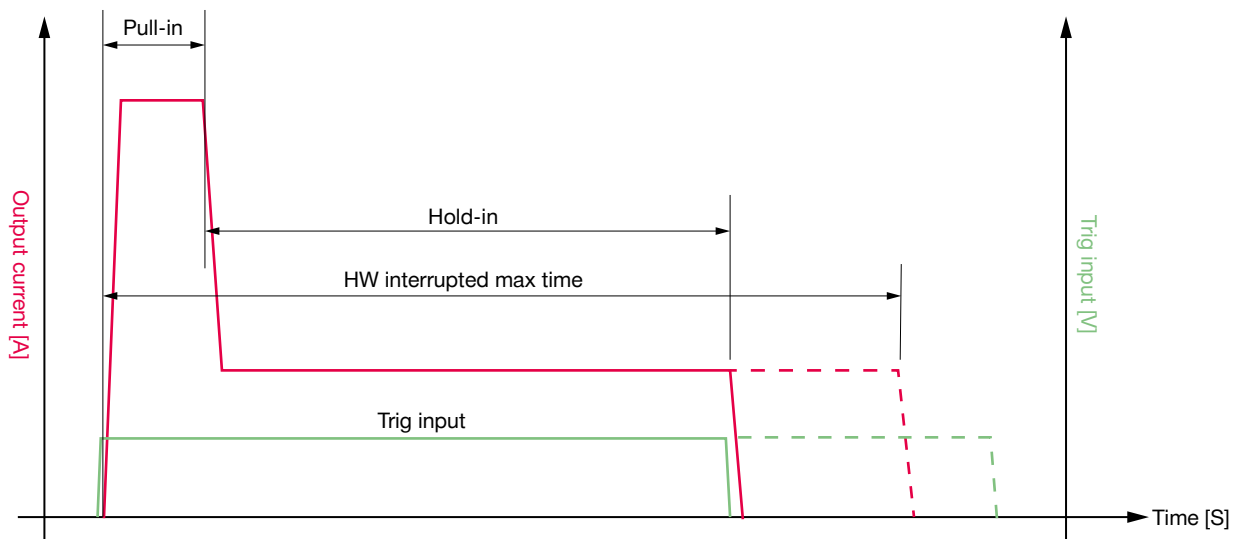 Pull-in
Output current [A]
Hold-in
HW interrupted max time
Trig input [V]
Trig input
Time [S]